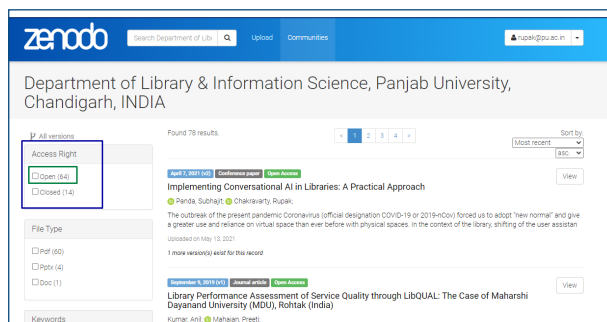 zenodo
Search Department of Libr
Upload
Communities
rupak@pu.ac.in
Department of Library & Information Science, Panjab University,
Chandigarh, INDIA
All versions
Access Right
Open (64)
Closed (14)
File Type
Pdf (60)
Pptx (4)
Doc (1)
Keywords
Found 78 results.
« 1 2 3 4 »
Sort by:
Most recent
asc.
April 7, 2021 (v2) Conference paper Open Access
View
Implementing Conversational AI in Libraries: A Practical Approach
Panda, Subhajit; Chakravarty, Rupak;
The outbreak of the present pandemic Coronavirus (official designation COVID-19 or 2019-nCov) forced us to adopt "new normal" and give
a greater use and reliance on virtual space than ever before with physical spaces. In the context of the library, shifting of the user assistan
Uploaded on May 13, 2021
1 more version(s) exist for this record
September 9, 2019 (v1) Journal article Open Access
View
Library Performance Assessment of Service Quality through LibQUAL: The Case of Maharshi
Dayanand University (MDU), Rohtak (India)
Kumar, Anil; Mahajan, Preeti;